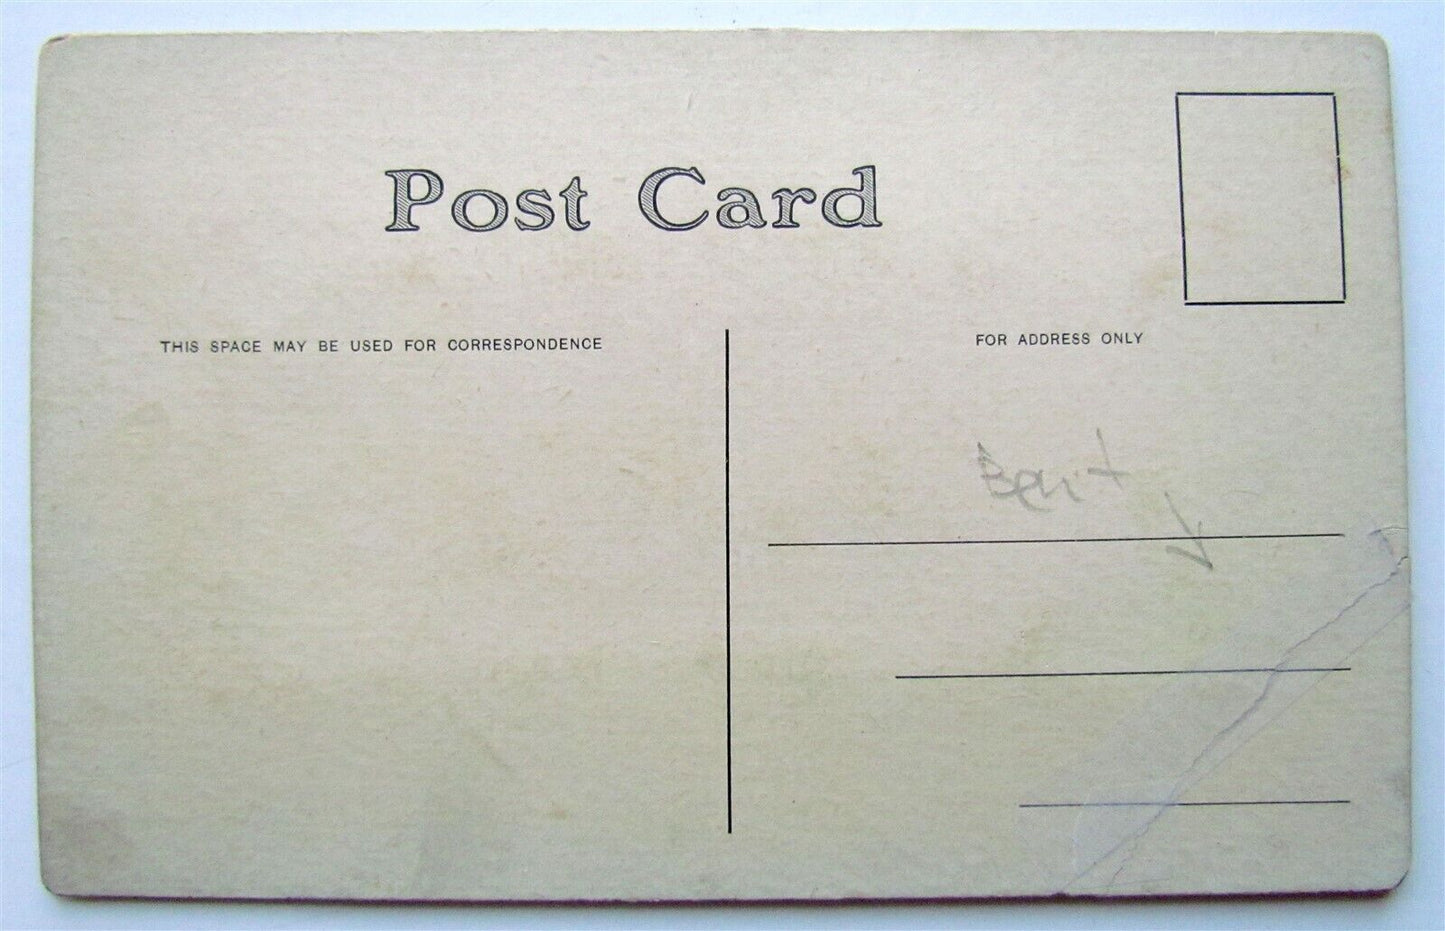 Post Card
THIS SPACE MAY BE USED FOR CORRESPONDENCE
FOR ADDRESS ONLY
Bent